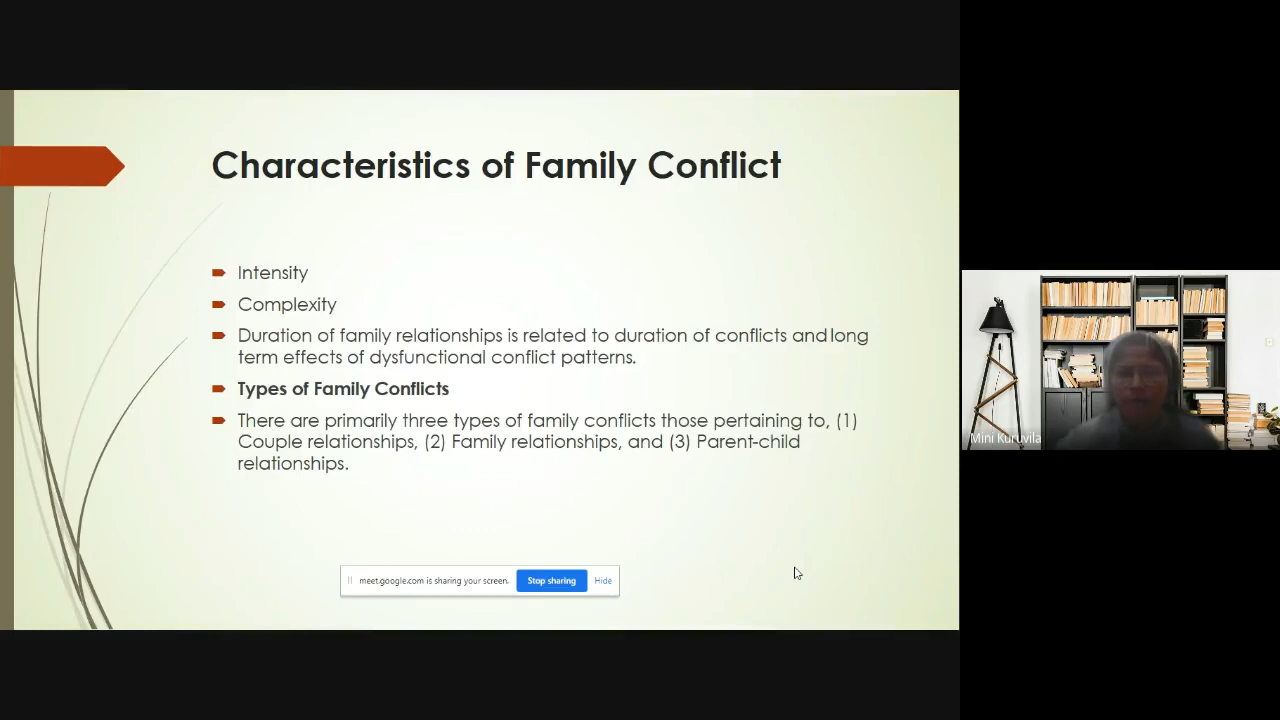 Characteristics of Family Conflict
Intensity
Complexity
Duration of family relationships is related to duration of conflicts and long
term effects of dysfunctional conflict patterns.
Types of Family Conflicts
There are primarily three types of family conflicts those pertaining to, (1)
Couple relationships, (2) Family relationships, and (3) Parent-child
relationships.
meet.google.com is sharing your screen. Stop sharing Hide
Mini Kuruvila